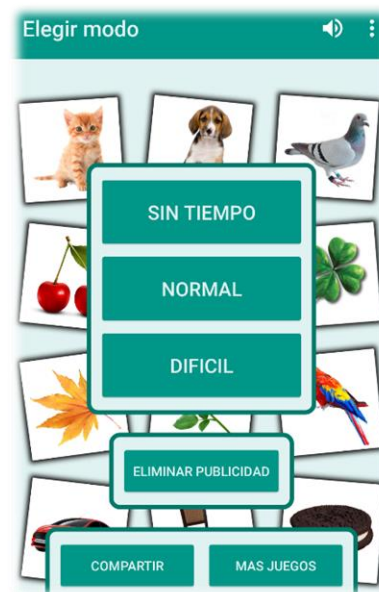 Elegir modo
SIN TIEMPO
NORMAL
DIFICIL
ELIMINAR PUBLICIDAD
COMPARTIR
MAS JUEGOS